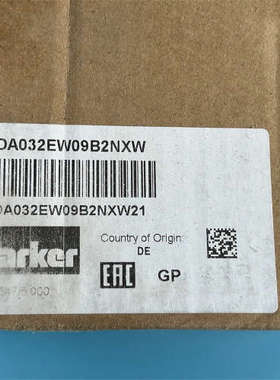 DA032EW09B2NXW
DA032EW09B2NXW21
arker
Country of Origin:
DE
EAC
GP